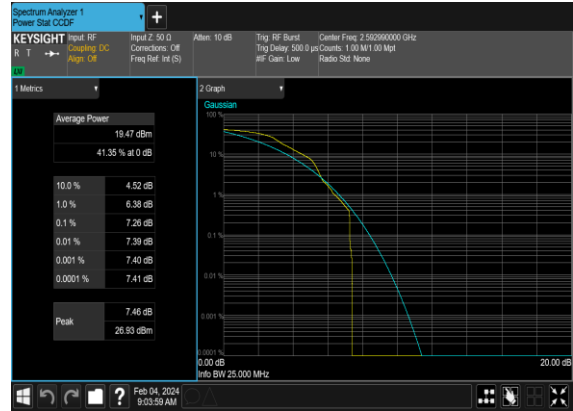 Spectrum Analyzer 1
Power Stat CCDF
KEYSIGHT
R T
LXI
Input: RF
Coupling: DC
Align: Off
Input Z: 50 Ω
Corrections: Off
Freq Ref: Int (S)
Atten: 10 dB
Trig: RF Burst
Trig Delay: 500.0 µs
#IF Gain: Low
Center Freq: 2.592990000 GHz
Counts: 1.00 M/1.00 Mpt
Radio Std: None
1 Metrics
Average Power
19.47 dBm
41.35 % at 0 dB
10.0 % 4.52 dB
1.0 % 6.38 dB
0.1 % 7.26 dB
0.01 % 7.39 dB
0.001 % 7.40 dB
0.0001 % 7.41 dB
Peak
7.46 dB
26.93 dBm
2 Graph
Gaussian
100 %
10 %
1 %
0.1 %
0.01 %
0.001 %
0.0001 %
0.00 dB 20.00 dB
Info BW 25.000 MHz
Feb 04, 2024
9:03:59 AM